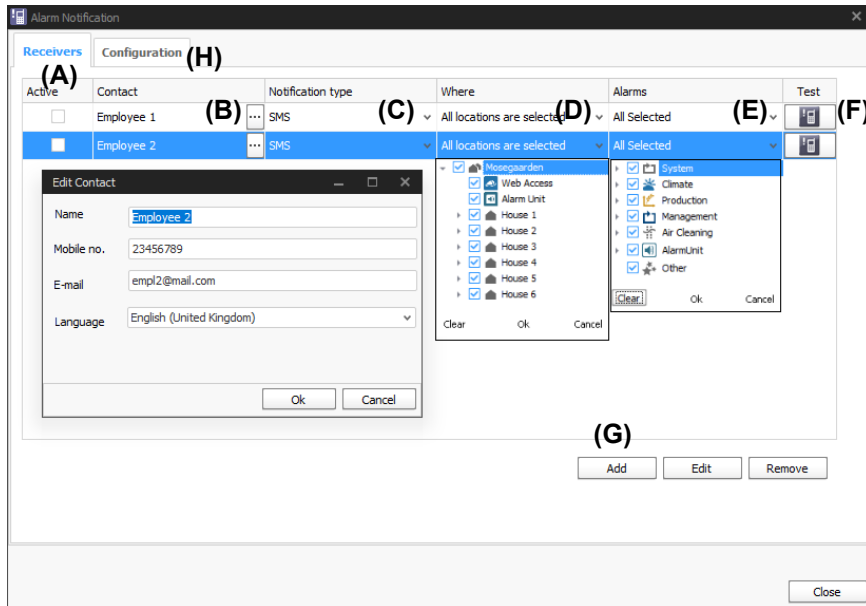 Alarm Notification
Receivers Configuration (H)
(A)
Active Contact Notification type Where Alarms Test
Employee 1 (B) ... SMS (C) All locations are selected (D) All Selected (E) (F)
Employee 2 ... SMS All locations are selected All Selected
Edit Contact
Name Employee 2
Mobile no. 23456789
E-mail empl2@mail.com
Language English (United Kingdom)
Ok Cancel
Mosegaarden
Web Access
Alarm Unit
House 1
House 2
House 3
House 4
House 5
House 6
Clear Ok Cancel
System
Climate
Production
Management
Air Cleaning
AlarmUnit
Other
Clear Ok Cancel
(G)
Add Edit Remove
Close